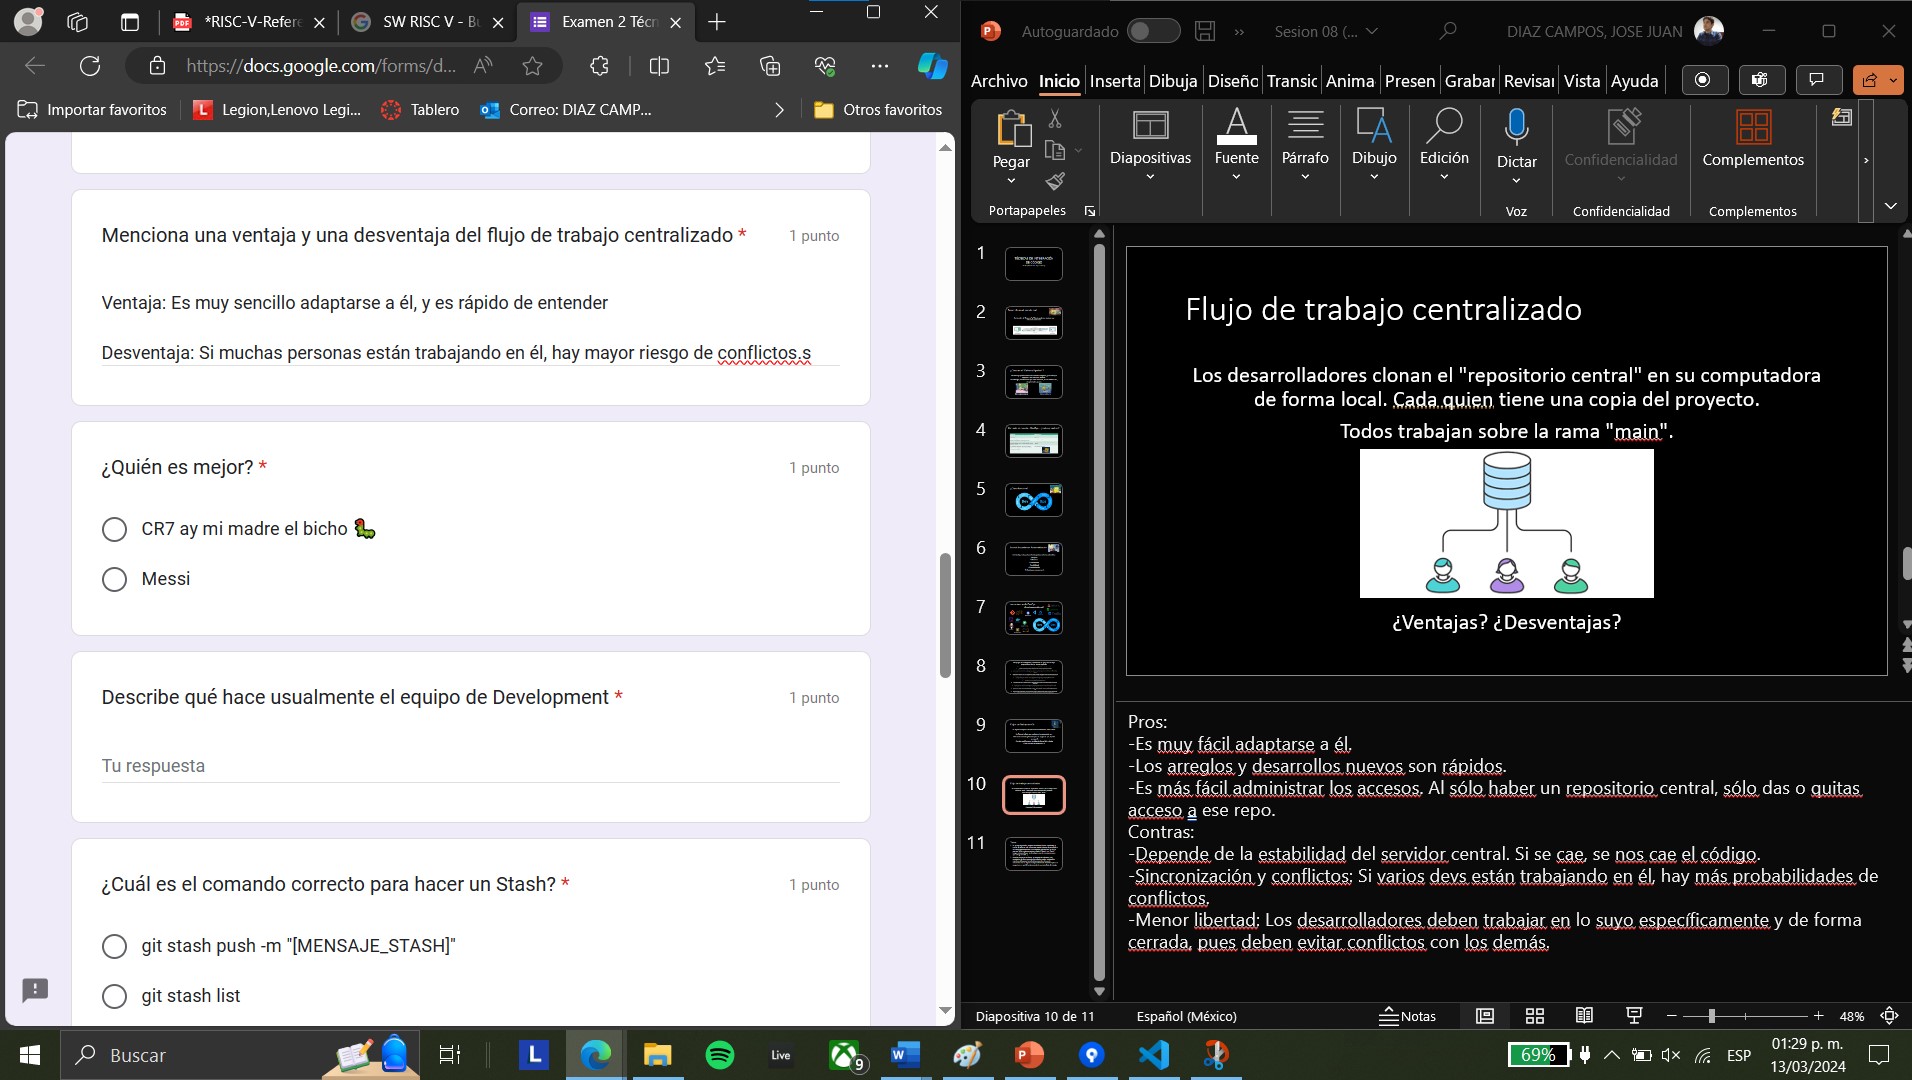 *RISC-V-Refere
SW RISC V - Bu
Examen 2 Técn
https://docs.google.com/forms/d...
Importar favoritos
Legion,Lenovo Legi...
Tablero
Correo: DIAZ CAMP...
Otros favoritos
Menciona una ventaja y una desventaja del flujo de trabajo centralizado *
1 punto
Ventaja: Es muy sencillo adaptarse a él, y es rápido de entender
Desventaja: Si muchas personas están trabajando en él, hay mayor riesgo de conflictos.s
¿Quién es mejor? *
1 punto
CR7 ay mi madre el bicho 🐛
Messi
Describe qué hace usualmente el equipo de Development *
1 punto
Tu respuesta
¿Cuál es el comando correcto para hacer un Stash? *
1 punto
git stash push -m "[MENSAJE_STASH]"
git stash list
Autoguardado
Sesion 08 (...
DIAZ CAMPOS, JOSE JUAN
Archivo Inicio Inserta Dibuja Diseño Transic Anima Presen Grabar Revisar Vista Ayuda
Pegar
Diapositivas
Fuente
Párrafo
Dibujo
Edición
Dictar
Confidencialidad
Complementos
Portapapeles
Voz
Confidencialidad
Complementos
1
2
3
4
5
6
7
8
9
10
11
Flujo de trabajo centralizado
Los desarrolladores clonan el "repositorio central" en su computadora
de forma local. Cada quien tiene una copia del proyecto.
Todos trabajan sobre la rama "main".
¿Ventajas? ¿Desventajas?
Pros:
-Es muy fácil adaptarse a él.
-Los arreglos y desarrollos nuevos son rápidos.
-Es más fácil administrar los accesos. Al sólo haber un repositorio central, sólo das o quitas
acceso a ese repo.
Contras:
-Depende de la estabilidad del servidor central. Si se cae, se nos cae el código.
-Sincronización y conflictos: Si varios devs están trabajando en él, hay más probabilidades de
conflictos.
-Menor libertad: Los desarrolladores deben trabajar en lo suyo específicamente y de forma
cerrada, pues deben evitar conflictos con los demás.
Diapositiva 10 de 11
Español (México)
Notas
48%
Buscar
L
Live
9
69%
ESP
01:29 p. m.
13/03/2024